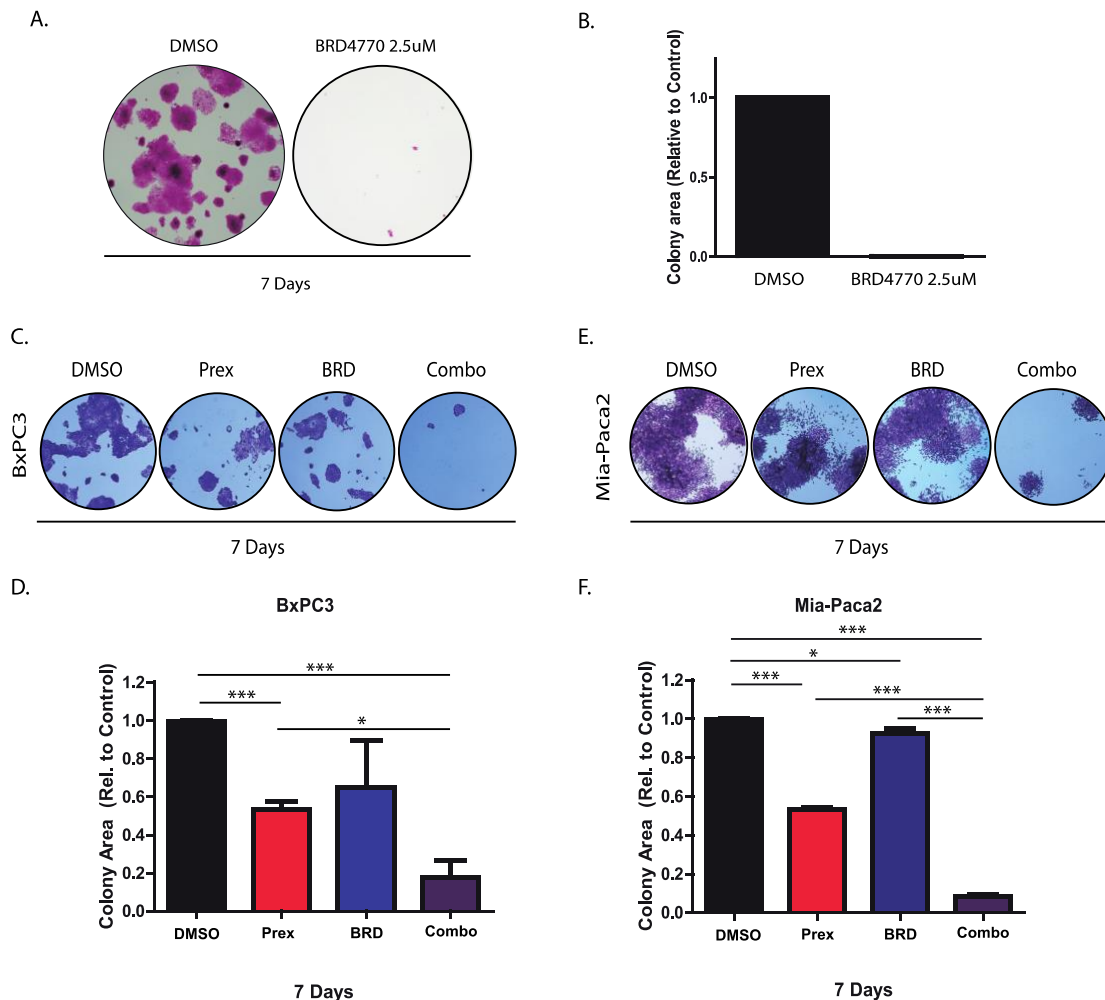 A.
DMSO
BRD4770 2.5uM
7 Days
B.
Colony area (Relative to Control)
1.0
0.5
0.0
DMSO
BRD4770 2.5uM
C.
DMSO
Prex
BRD
Combo
BxPC3
7 Days
E.
DMSO
Prex
BRD
Combo
Mia-Paca2
7 Days
D.
BxPC3
Colony Area (Rel. to Control)
1.2
1.0
0.8
0.6
0.4
0.2
0.0
***
***
*
DMSO
Prex
BRD
Combo
7 Days
F.
Mia-Paca2
Colony Area (Rel. to Control)
1.2
1.0
0.8
0.6
0.4
0.2
0.0
***
*
***
***
***
DMSO
Prex
BRD
Combo
7 Days